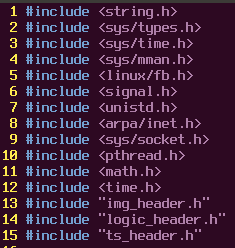 1 #include <string.h>
2 #include <sys/types.h>
3 #include <sys/time.h>
4 #include <sys/mman.h>
5 #include <linux/fb.h>
6 #include <signal.h>
7 #include <unistd.h>
8 #include <arpa/inet.h>
9 #include <sys/socket.h>
10 #include <pthread.h>
11 #include <math.h>
12 #include <time.h>
13 #include "img_header.h"
14 #include "logic_header.h"
15 #include "ts_header.h"